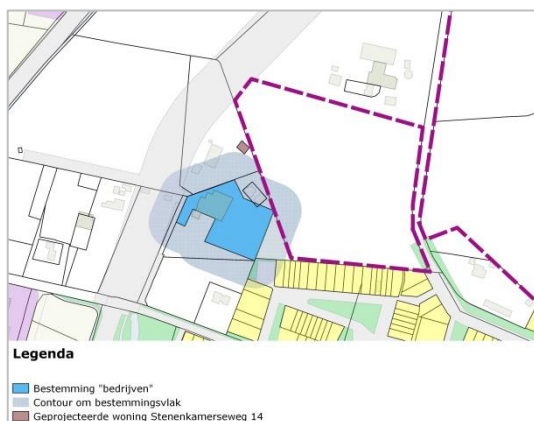 Legenda
Bestemming "bedrijven"
Contour om bestemmingsvlak
Geprojecteerde woning Stenenkamerseweg 14